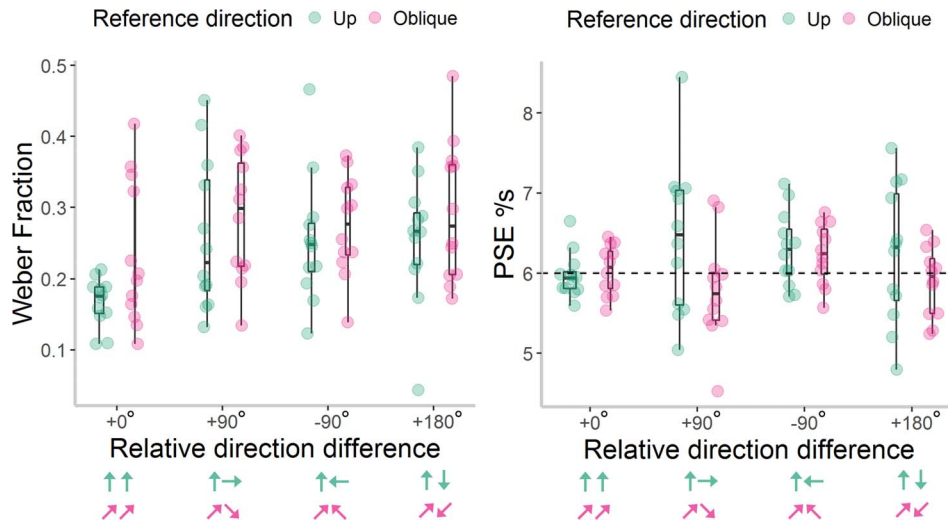 Reference direction Up Oblique
Weber Fraction
0.5
0.4
0.3
0.2
0.1
+0° +90° -90° +180°
Relative direction difference
Reference direction Up Oblique
PSE %/s
8
7
6
5
+0° +90° -90° +180°
Relative direction difference